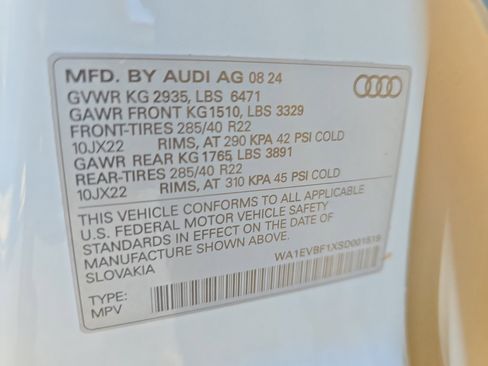 MFD. BY AUDI AG 08 24
GVWR KG 2935, LBS 6471
GAWR FRONT KG1510, LBS 3329
FRONT-TIRES 285/40 R22
10JX22 RIMS, AT 290 KPA 42 PSI COLD
GAWR REAR KG 1765, LBS 3891
REAR-TIRES 285/40 R22
10JX22 RIMS, AT 310 KPA 45 PSI COLD
THIS VEHICLE CONFORMS TO ALL APPLICABLE
U.S. FEDERAL MOTOR VEHICLE SAFETY
STANDARDS IN EFFECT ON THE DATE OF
MANUFACTURE SHOWN ABOVE.
SLOVAKIA
WA1EVBF1XSD001519
TYPE:
MPV